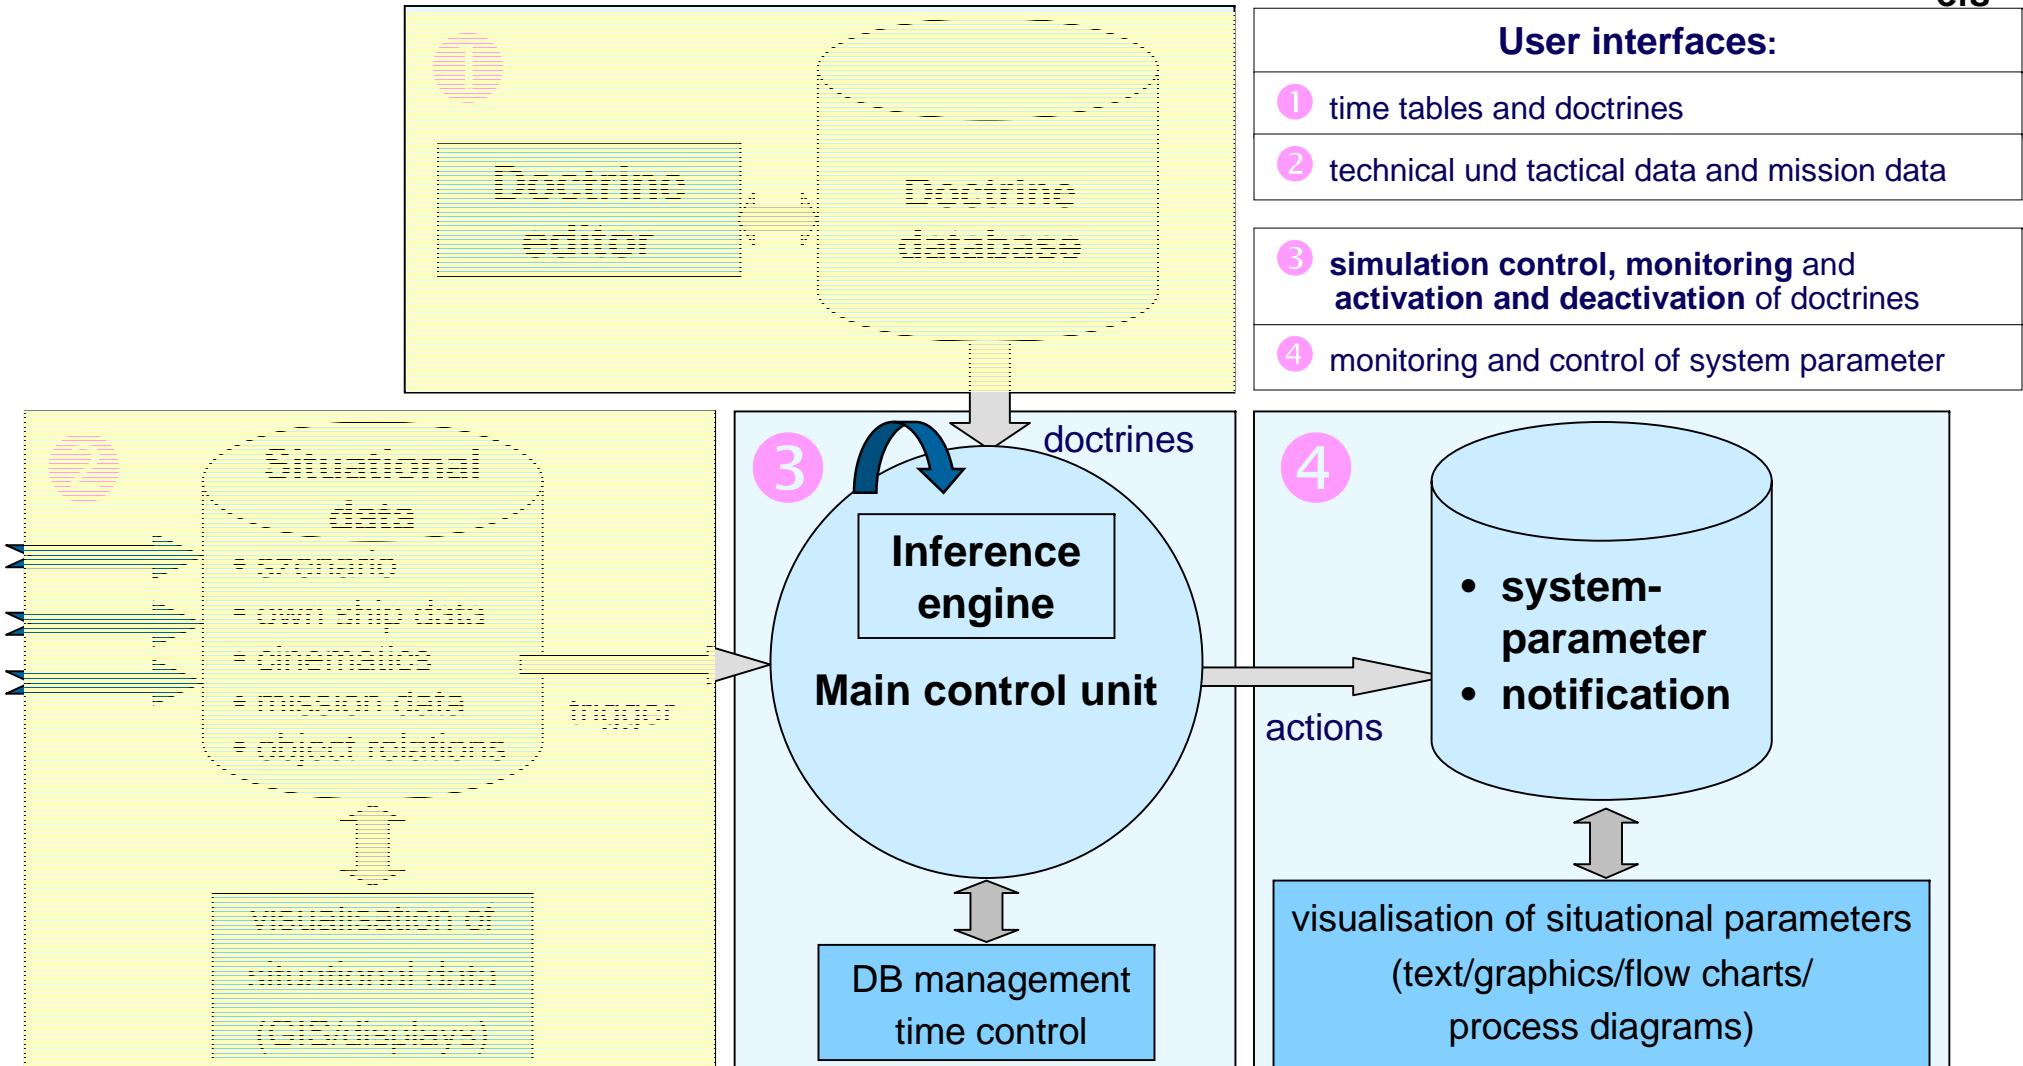 User interfaces:
1 time tables and doctrines
2 technical und tactical data and mission data
3 simulation control, monitoring and
activation and deactivation of doctrines
4 monitoring and control of system parameter
1
Doctrine
editor
Doctrine
database
doctrines
2
Situational
data
• szenario
• own ship data
• cinematics
• mission data
• object relations
trigger
visualisation of
situational data
(GIS/displays)
3
Inference
engine
Main control unit
DB management
time control
actions
4
• system-
parameter
• notification
visualisation of situational parameters
(text/graphics/flow charts/
process diagrams)